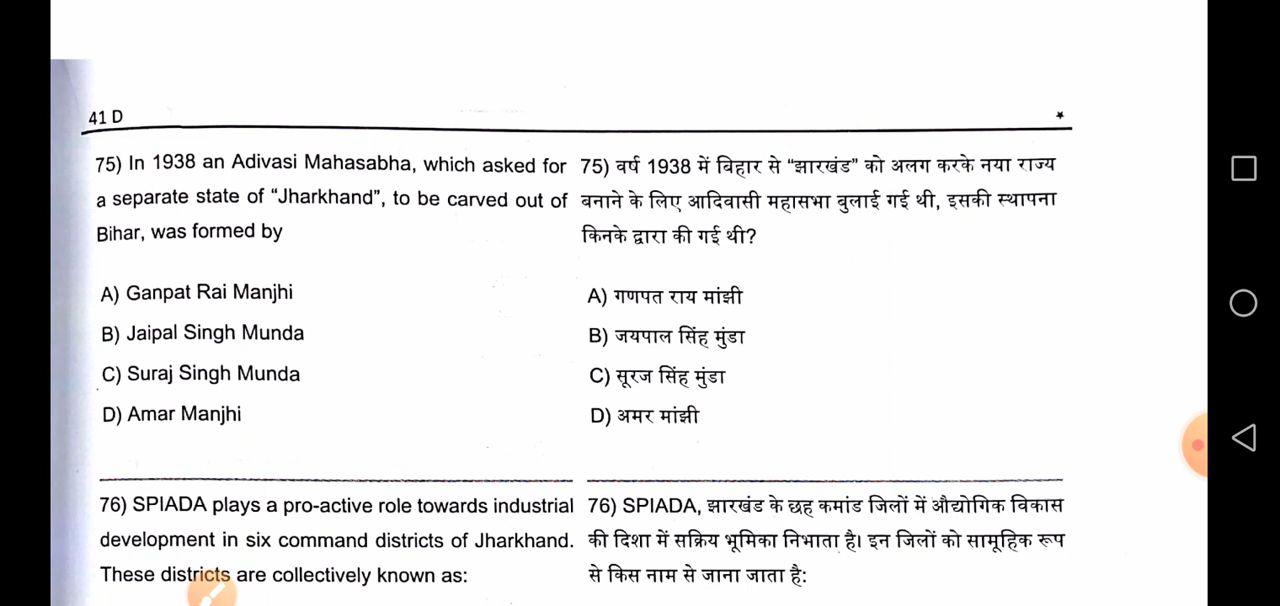 41 D
*
75) In 1938 an Adivasi Mahasabha, which asked for
a separate state of “Jharkhand”, to be carved out of
Bihar, was formed by
A) Ganpat Rai Manjhi
B) Jaipal Singh Munda
C) Suraj Singh Munda
D) Amar Manjhi
75) वर्ष 1938 में बिहार से “झारखंड” को अलग करके नया राज्य
बनाने के लिए आदिवासी महासभा बुलाई गई थी, इसकी स्थापना
किनके द्वारा की गई थी?
A) गणपत राय मांझी
B) जयपाल सिंह मुंडा
C) सूरज सिंह मुंडा
D) अमर मांझी
76) SPIADA plays a pro-active role towards industrial
development in six command districts of Jharkhand.
These districts are collectively known as:
76) SPIADA, झारखंड के छह कमांड जिलों में औद्योगिक विकास
की दिशा में सक्रिय भूमिका निभाता है। इन जिलों को सामूहिक रूप
से किस नाम से जाना जाता है: